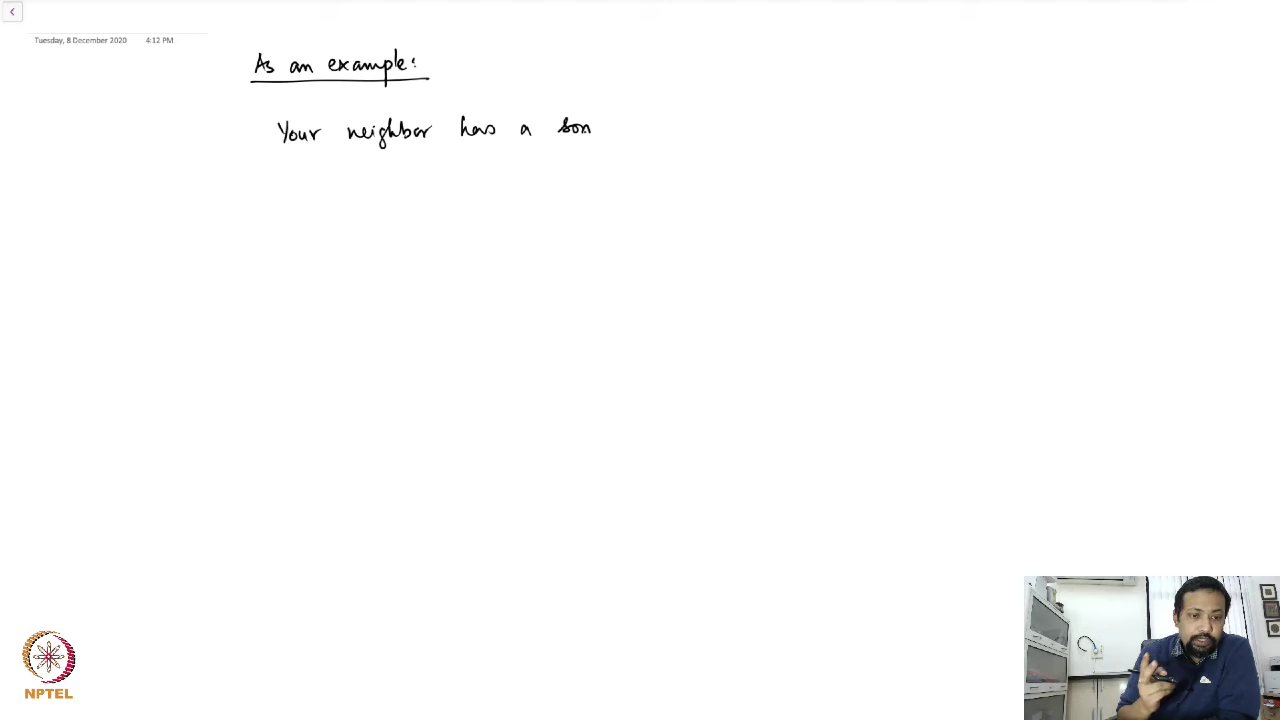 Tuesday, 8 December 2020 4:12 PM
As an example:
Your neighbor has a son
NPTEL